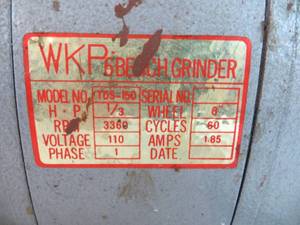 WKP 6" BENCH GRINDER
MODEL NO. TDS-150 SERIAL NO.
H-P 1/3 WHEEL 6"
3360 CYCLES 60
VOLTAGE 110 AMPS 1.85
PHASE 1 DATE